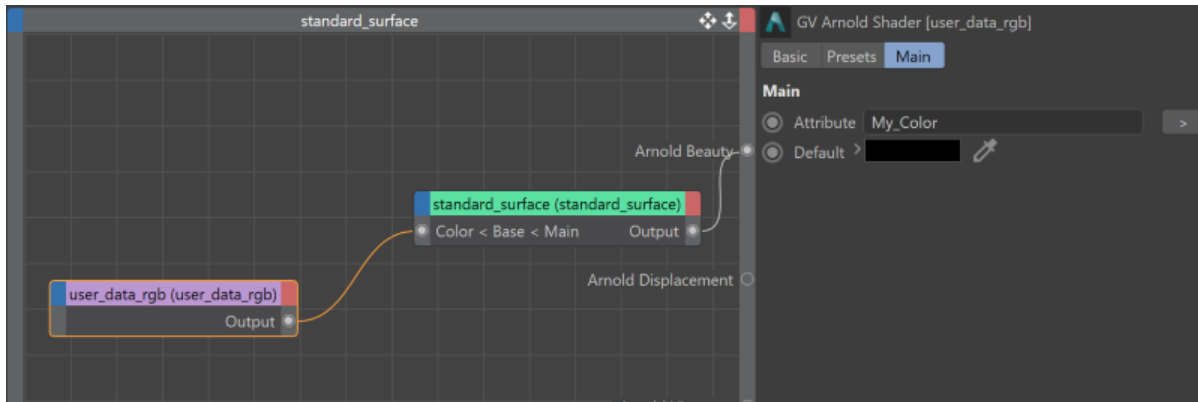 standard_surface
GV Arnold Shader [user_data_rgb]
Basic Presets Main
Main
Attribute My_Color >
Default >
Arnold Beauty
standard_surface (standard_surface)
Color < Base < Main Output
Arnold Displacement
user_data_rgb (user_data_rgb)
Output